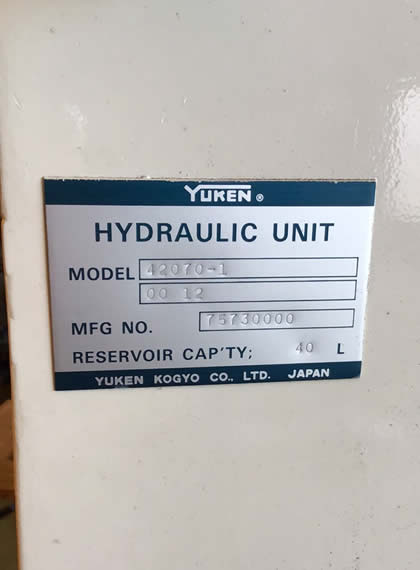 YUKEN ®
HYDRAULIC UNIT
MODEL 42070-1
00 12
MFG NO. 75730000
RESERVOIR CAP'TY; 40 L
YUKEN KOGYO CO., LTD. JAPAN